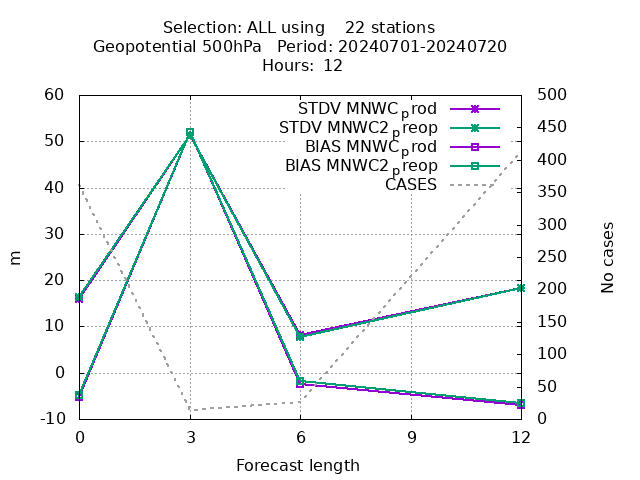 Selection: ALL using 22 stations
Geopotential 500hPa Period: 20240701-20240720
Hours: 12
STDV MNWC_prod
STDV MNWC2_preop
BIAS MNWC_prod
BIAS MNWC2_preop
CASES
60
50
40
30
20
10
0
-10
m
500
450
400
350
300
250
200
150
100
50
0
No cases
0 3 6 9 12
Forecast length